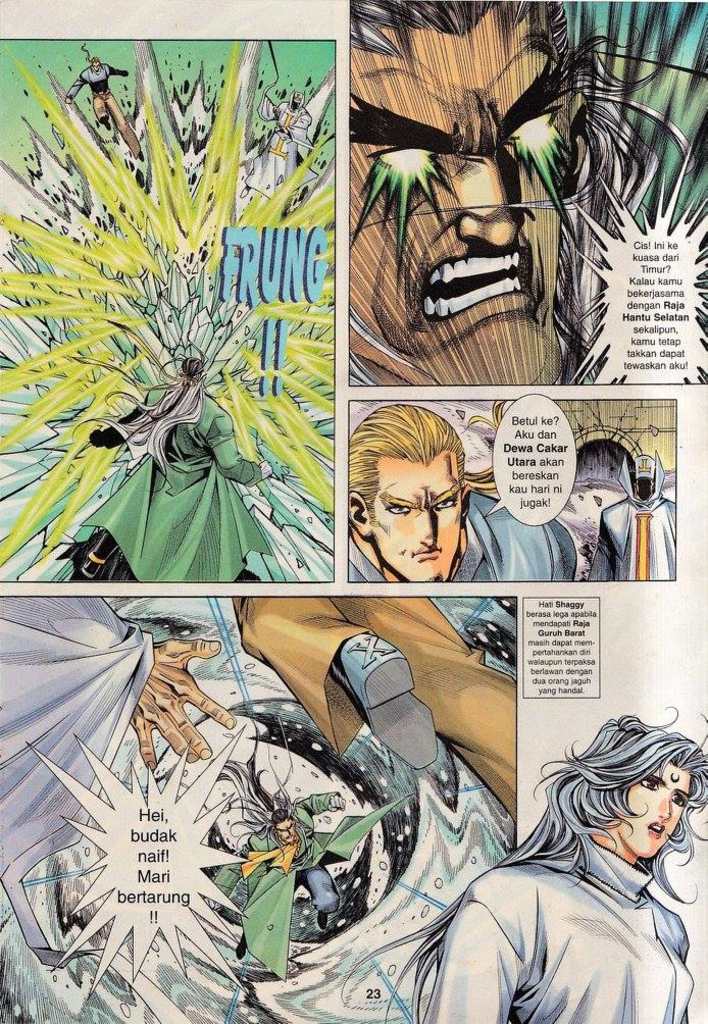 FRUNG
!!
Cis! Ini ke
kuasa dari
Timur?
Kalau kamu
bekerjasama
dengan Raja
Hantu Selatan
sekalipun,
kamu tetap
takkan dapat
tewaskan aku!
Betul ke?
Aku dan
Dewa Cakar
Utara akan
bereskan
kau hari ni
jugak!
Hati Shaggy
berasa lega apabila
mendapati Raja
Guruh Barat
masih dapat mem-
pertahankan diri
walaupun terpaksa
berlawan dengan
dua orang jaguh
yang handal.
Hei,
budak
naif!
Mari
bertarung
!!
23